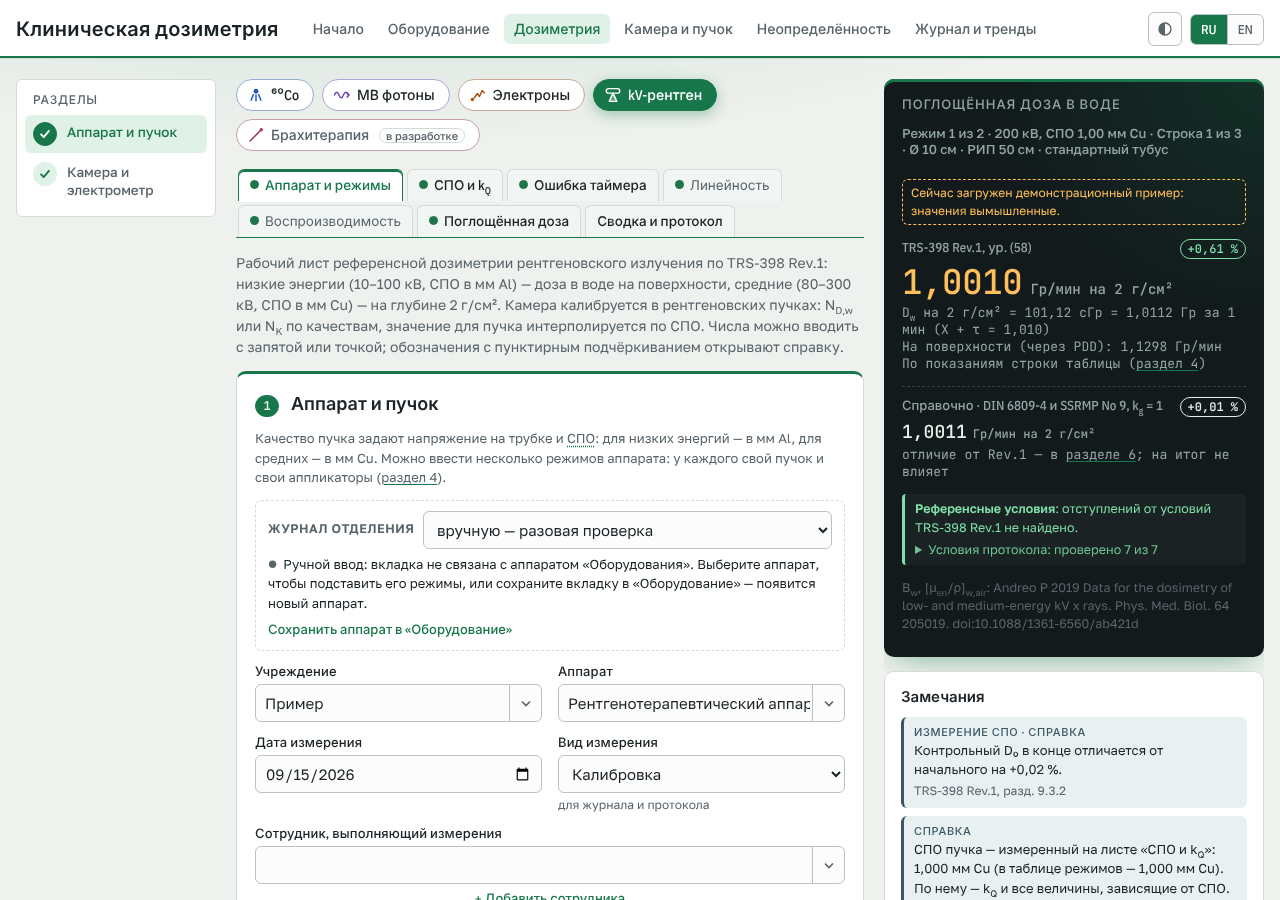 Клиническая дозиметрия
Начало
Оборудование
Дозиметрия
Камера и пучок
Неопределённость
Журнал и тренды
RU
EN
РАЗДЕЛЫ
Аппарат и пучок
Камера и
электрометр
⁶⁰Co
МВ фотоны
Электроны
kV-рентген
Брахитерапия
в разработке
Аппарат и режимы
СПО и kQ
Ошибка таймера
Линейность
Воспроизводимость
Поглощённая доза
Сводка и протокол
Рабочий лист референсной дозиметрии рентгеновского излучения по TRS-398 Rev.1:
низкие энергии (10–100 кВ, СПО в мм Al) — доза в воде на поверхности, средние (80–300
кВ, СПО в мм Cu) — на глубине 2 г/см². Камера калибруется в рентгеновских пучках: ND,w
или NK по качествам, значение для пучка интерполируется по СПО. Числа можно вводить
с запятой или точкой; обозначения с пунктирным подчёркиванием открывают справку.
1
Аппарат и пучок
Качество пучка задают напряжение на трубке и СПО: для низких энергий — в мм Al, для
средних — в мм Cu. Можно ввести несколько режимов аппарата: у каждого свой пучок и
свои аппликаторы (раздел 4).
ЖУРНАЛ ОТДЕЛЕНИЯ
вручную — разовая проверка
Ручной ввод: вкладка не связана с аппаратом «Оборудования». Выберите аппарат,
чтобы подставить его режимы, или сохраните вкладку в «Оборудование» — появится
новый аппарат.
Сохранить аппарат в «Оборудование»
Учреждение
Аппарат
Пример
Рентгенотерапевтический аппар
Дата измерения
Вид измерения
09/15/2026
Калибровка
для журнала и протокола
Сотрудник, выполняющий измерения
+ Добавить сотрудника
ПОГЛОЩЁННАЯ ДОЗА В ВОДЕ
Режим 1 из 2 · 200 кВ, СПО 1,00 мм Cu · Строка 1 из 3
· Ø 10 см · РИП 50 см · стандартный тубус
Сейчас загружен демонстрационный пример:
значения вымышленные.
TRS-398 Rev.1, ур. (58)
+0,61 %
1,0010 Гр/мин на 2 г/см²
Dw на 2 г/см² = 101,12 сГр = 1,0112 Гр за 1
мин (X + τ = 1,010)
На поверхности (через PDD): 1,1298 Гр/мин
По показаниям строки таблицы (раздел 4)
Справочно · DIN 6809-4 и SSRMP No 9, kg = 1
+0,01 %
1,0011 Гр/мин на 2 г/см²
отличие от Rev.1 — в разделе 6; на итог не
влияет
Референсные условия: отступлений от условий
TRS-398 Rev.1 не найдено.
Условия протокола: проверено 7 из 7
Bw, [μen/ρ]w,air: Andreo P 2019 Data for the dosimetry of
low- and medium-energy kV x rays. Phys. Med. Biol. 64
205019. doi:10.1088/1361-6560/ab421d
Замечания
ИЗМЕРЕНИЕ СПО · СПРАВКА
Контрольный D₀ в конце отличается от
начального на +0,02 %.
TRS-398 Rev.1, разд. 9.3.2
СПРАВКА
СПО пучка — измеренный на листе «СПО и kQ»:
1,000 мм Cu (в таблице режимов — 1,000 мм Cu).
По нему — kQ и все величины, зависящие от СПО.